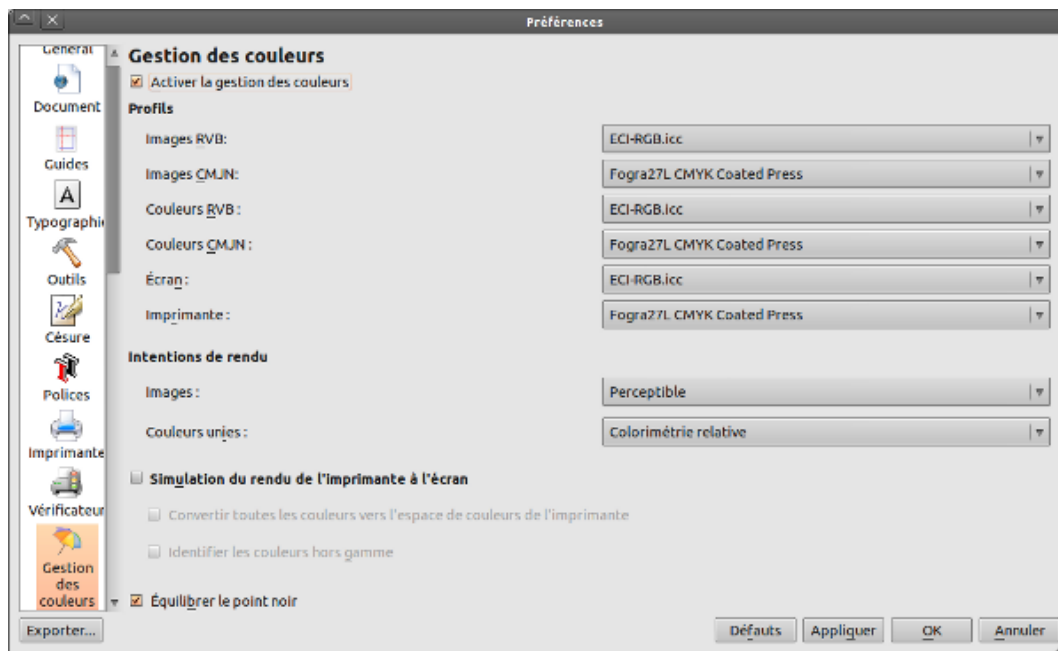 Préférences
General
Document
Guides
Typographi
Outils
Césure
Polices
Imprimante
Vérificateur
Gestion
des
couleurs
Exporter...
Gestion des couleurs
Activer la gestion des couleurs
Profils
Images RVB: ECI-RGB.icc
Images CMJN: Fogra27L CMYK Coated Press
Couleurs RVB : ECI-RGB.icc
Couleurs CMJN : Fogra27L CMYK Coated Press
Écran : ECI-RGB.icc
Imprimante : Fogra27L CMYK Coated Press
Intentions de rendu
Images : Perceptible
Couleurs unies : Colorimétrie relative
Simulation du rendu de l'imprimante à l'écran
Convertir toutes les couleurs vers l'espace de couleurs de l'imprimante
Identifier les couleurs hors gamme
Équilibrer le point noir
Défauts Appliquer OK Annuler